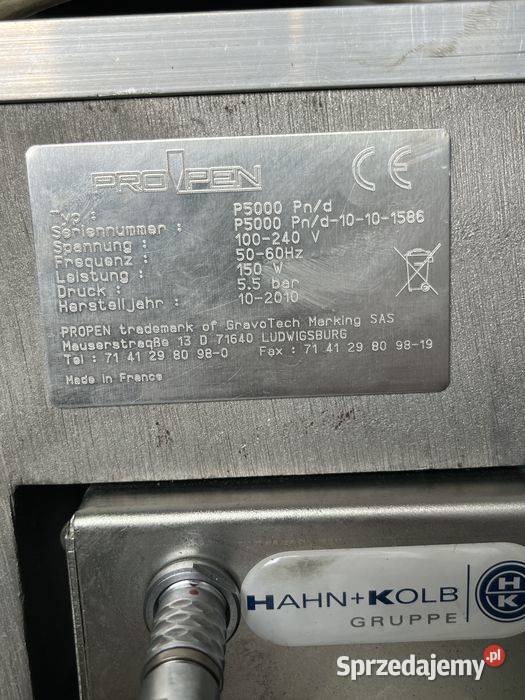 PROPEN
CE
Typ : P5000 Pn/d
Seriennummer : P5000 Pn/d-10-10-1586
Spannung : 100-240 V
Frequenz : 50-60Hz
Leistung : 150 W
Druck : 5.5 bar
Herstelljahr : 10-2010
PROPEN trademark of GravoTech Marking SAS
Mauserstraße 13 D 71640 LUDWIGSBURG
Tel : 71 41 29 80 98-0 Fax : 71 41 29 80 98-19
Made in France
HAHN+KOLB
GRUPPE
HK
Sprzedajemy.pl